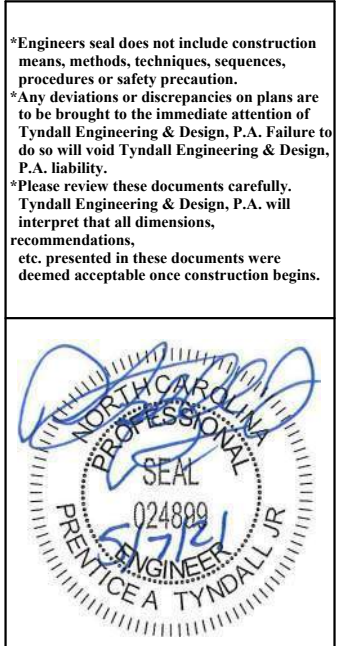 *Engineers seal does not include construction
means, methods, techniques, sequences,
procedures or safety precaution.
*Any deviations or discrepancies on plans are
to be brought to the immediate attention of
Tyndall Engineering & Design, P.A. Failure to
do so will void Tyndall Engineering & Design,
P.A. liability.
*Please review these documents carefully.
Tyndall Engineering & Design, P.A. will
interpret that all dimensions,
recommendations,
etc. presented in these documents were
deemed acceptable once construction begins.
NORTH CAROLINA
PROFESSIONAL
SEAL
024899
5/7/21
ENGINEER
PRENTICE A TYNDALL JR